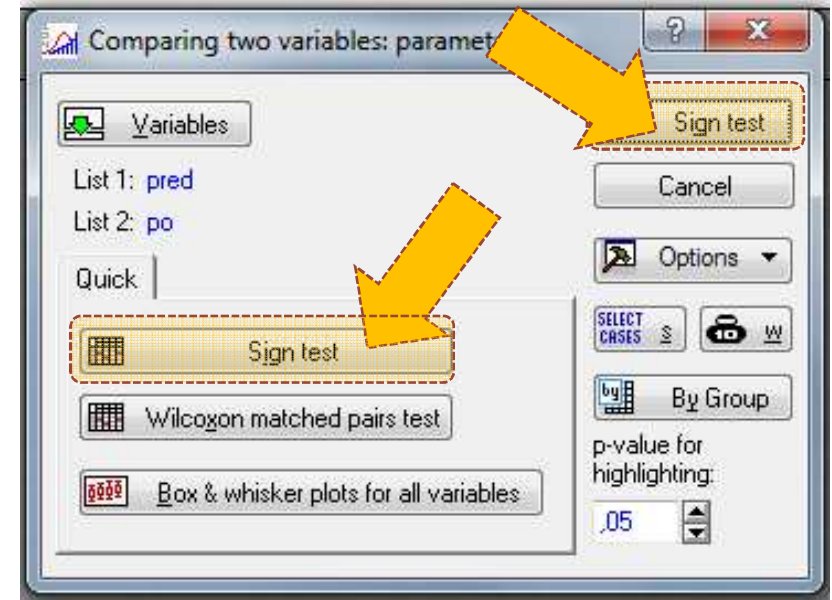 Comparing two variables: paramet
?
X
Variables
List 1: pred
List 2: po
Quick
Sign test
Wilcoxon matched pairs test
Box & whisker plots for all variables
Sign test
Cancel
Options
SELECT
CASES S
W
By Group
p-value for
highlighting:
,05